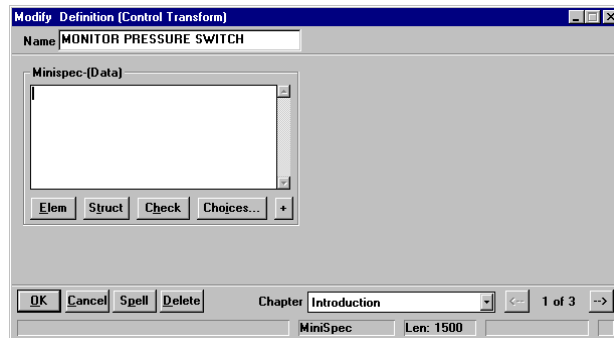 Modify Definition (Control Transform)
Name MONITOR PRESSURE SWITCH
Minispec-(Data)
Elem Struct Check Choices... +
OK Cancel Spell Delete Chapter Introduction <-- 1 of 3 -->
MiniSpec Len: 1500